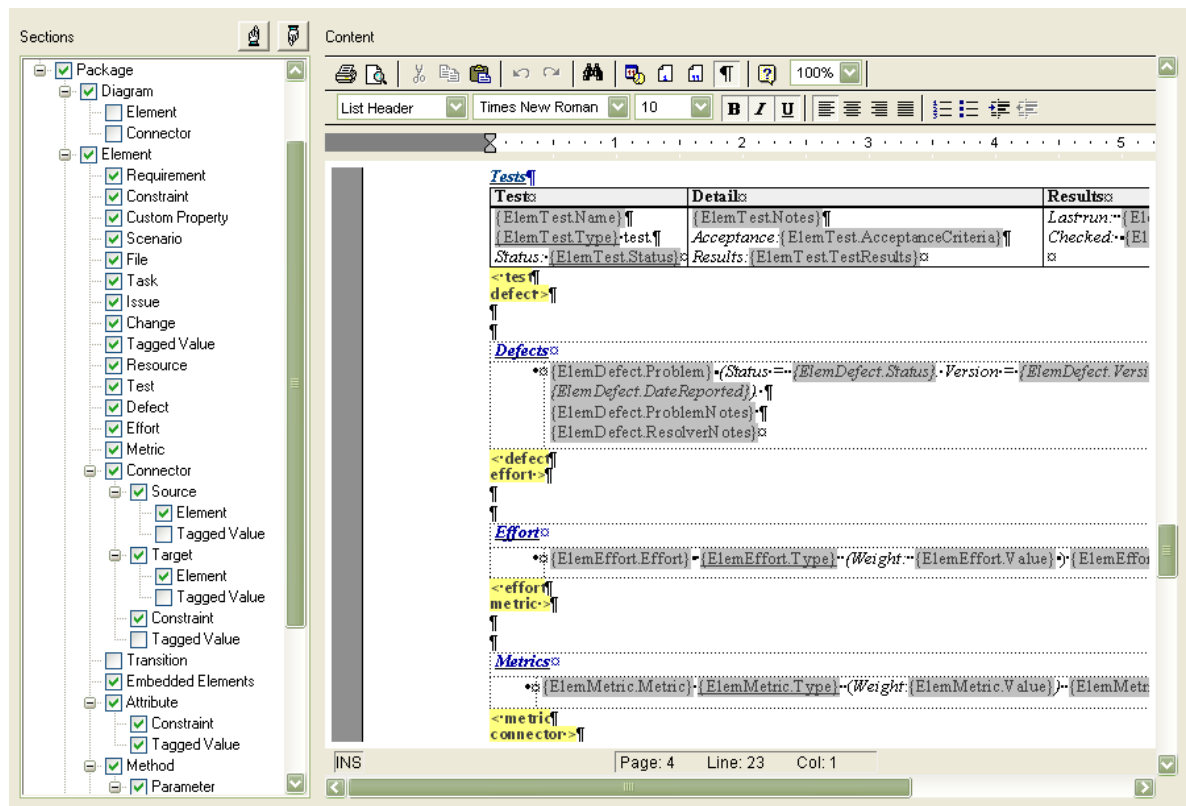 Sections
Package
Diagram
Element
Connector
Element
Requirement
Constraint
Custom Property
Scenario
File
Task
Issue
Change
Tagged Value
Resource
Test
Defect
Effort
Metric
Connector
Source
Element
Tagged Value
Target
Element
Tagged Value
Constraint
Tagged Value
Transition
Embedded Elements
Attribute
Constraint
Tagged Value
Method
Parameter
Content
100%
List Header Times New Roman 10 B I U
1 2 3 4 5
Tests¶
Test¤ Detail¤ Results¤
{ElemTest.Name}¶ {ElemTest.Notes}¶ Last·run:··{El
{ElemTest.Type}·test.¶ Acceptance:{ElemTest.AcceptanceCriteria}¶ Checked:··{El
Status:·{ElemTest.Status}¤ Results:{ElemTest.TestResults}¤ ¤
<·test¶
defect·>¶
¶
¶
Defects¤
•¤ {ElemDefect.Problem}·(Status·=··{ElemDefect.Status}.·Version·=·{ElemDefect.Versi
{ElemDefect.DateReported}).·¶
{ElemDefect.ProblemNotes}·¶
{ElemDefect.ResolverNotes}¤
<·defect¶
effort·>¶
¶
¶
Effort¤
•¤ {ElemEffort.Effort}·{ElemEffort.Type}··(Weight:··{ElemEffort.Value}·)·{ElemEffor
<·effort¶
metric·>¶
¶
¶
Metrics¤
•¤ {ElemMetric.Metric}·{ElemMetric.Type}··(Weight:{ElemMetric.Value})··{ElemMetr
<·metric¶
connector·>¶
INS Page: 4 Line: 23 Col: 1